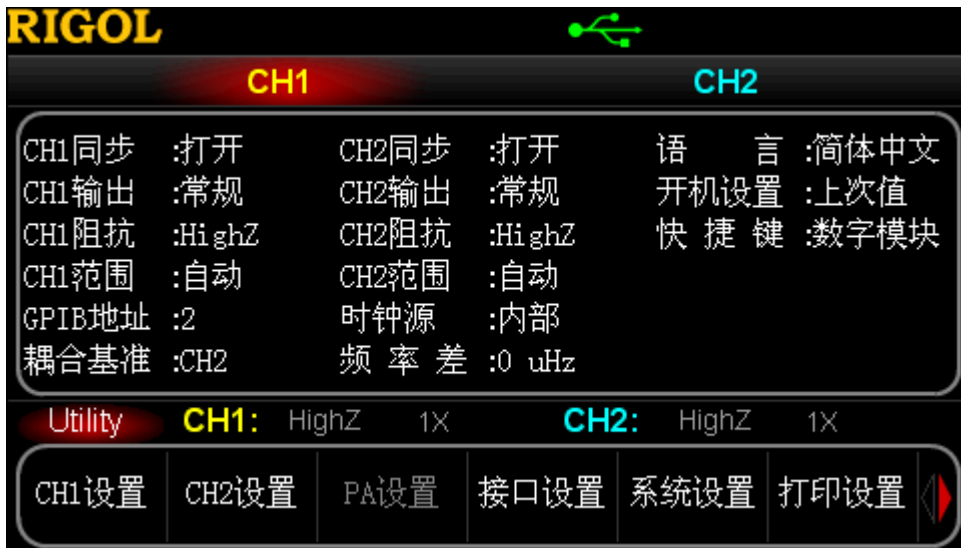 RIGOL
CH1 CH2
CH1同步 :打开 CH2同步 :打开 语 言 :简体中文
CH1输出 :常规 CH2输出 :常规 开机设置 :上次值
CH1阻抗 :HighZ CH2阻抗 :HighZ 快 捷 键 :数字模块
CH1范围 :自动 CH2范围 :自动
GPIB地址 :2 时钟源 :内部
耦合基准 :CH2 频 率 差 :0 uHz
Utility CH1: HighZ 1X CH2: HighZ 1X
CH1设置 CH2设置 PA设置 接口设置 系统设置 打印设置